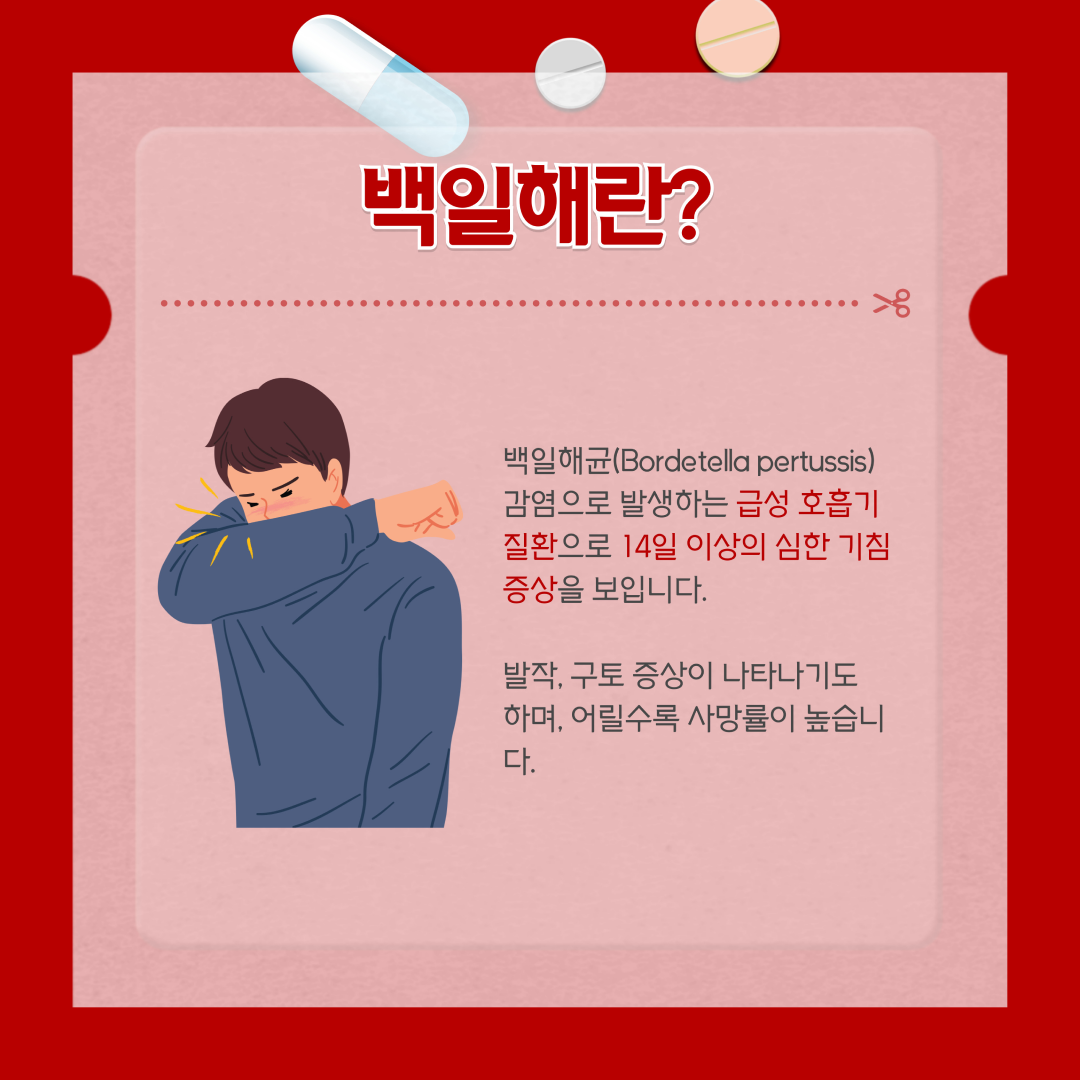 백일해란?
백일해균(Bordetella pertussis)
감염으로 발생하는 급성 호흡기
질환으로 14일 이상의 심한 기침
증상을 보입니다.
발작, 구토 증상이 나타나기도
하며, 어릴수록 사망률이 높습니
다.